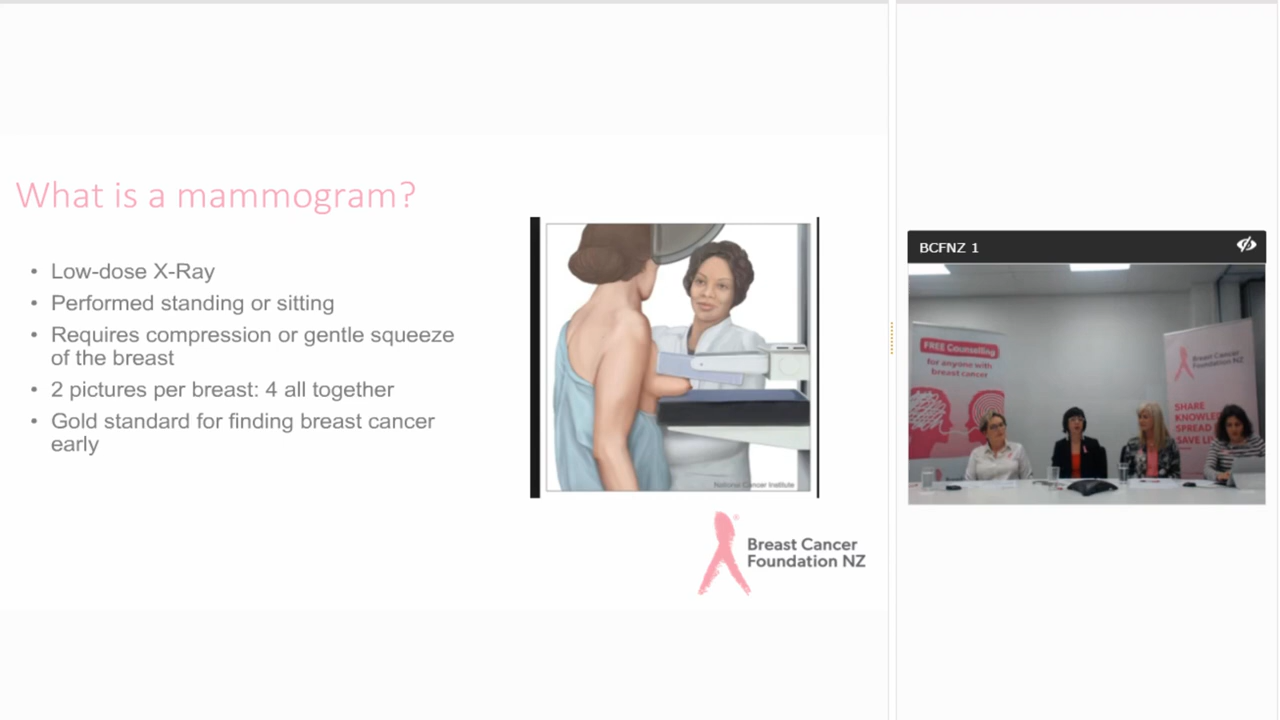 What is a mammogram?
• Low-dose X-Ray
• Performed standing or sitting
• Requires compression or gentle squeeze
of the breast
• 2 pictures per breast: 4 all together
• Gold standard for finding breast cancer
early
National Cancer Institute
Breast Cancer
Foundation NZ
BCFNZ 1
FREE Counselling
for anyone with
breast cancer
Breast Cancer
Foundation NZ
SHARE
KNOWLE
SPREAD
SAVE LI